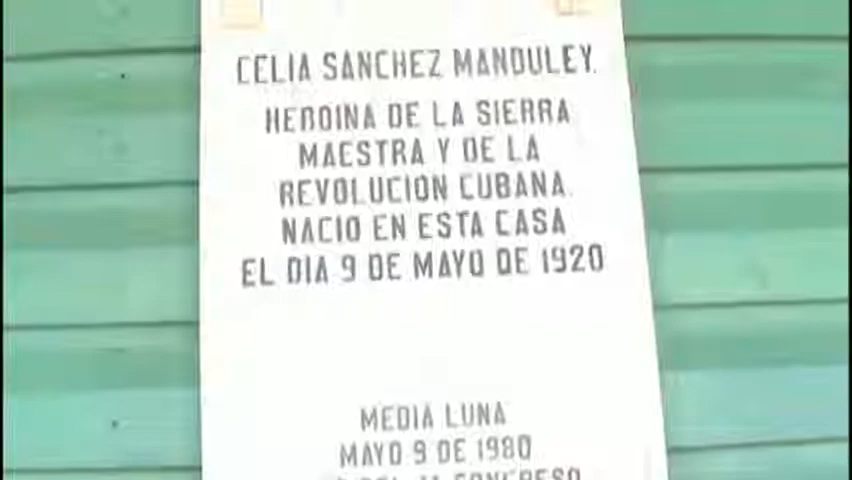 CELIA SANCHEZ MANDULEY.
HEROINA DE LA SIERRA
MAESTRA Y DE LA
REVOLUCION CUBANA.
NACIO EN ESTA CASA
EL DIA 9 DE MAYO DE 1920
MEDIA LUNA
MAYO 9 DE 1980
CONGRESO